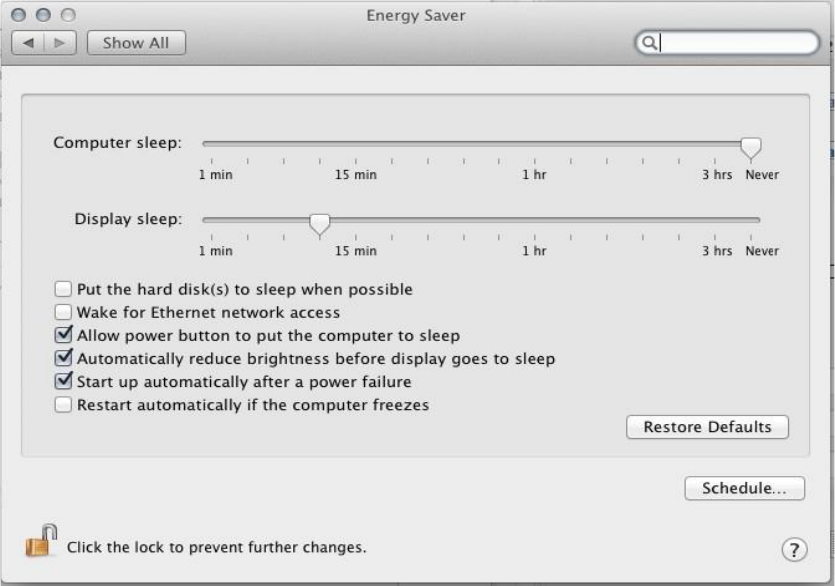 Energy Saver
Show All
Computer sleep:
1 min 15 min 1 hr 3 hrs Never
Display sleep:
1 min 15 min 1 hr 3 hrs Never
Put the hard disk(s) to sleep when possible
Wake for Ethernet network access
Allow power button to put the computer to sleep
Automatically reduce brightness before display goes to sleep
Start up automatically after a power failure
Restart automatically if the computer freezes
Restore Defaults
Schedule...
Click the lock to prevent further changes.
?